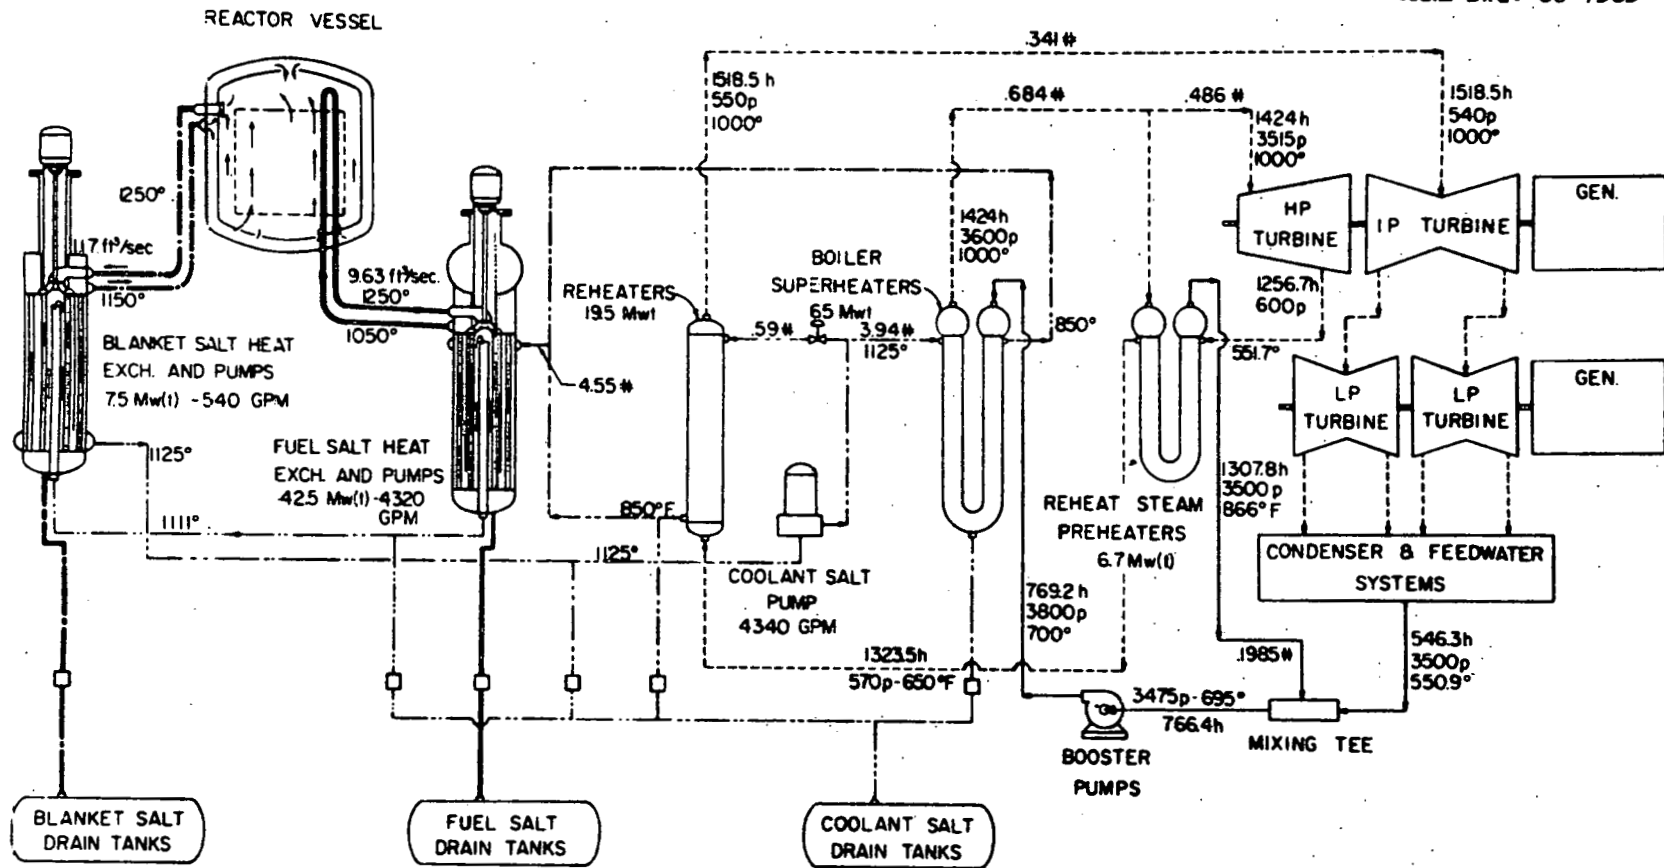 REACTOR VESSEL
.341#
1518.5h
550p
1000°
.684#
.486#
1424h
3515p
1000°
1518.5h
540p
1000°
GEN.
HP
TURBINE
IP TURBINE
1250°
ft³/sec
1150°
9.63 ft³/sec.
1250°
1050°
REHEATERS
19.5 Mwt
BOILER
SUPERHEATERS
65 Mwt
1424h
3600p
1000°
.59#
3.94#
1125°
850°
1256.7h
600p
551.7°
BLANKET SALT HEAT
EXCH. AND PUMPS
7.5 Mw(t) -540 GPM
4.55#
LP
TURBINE
LP
TURBINE
GEN.
1125°
FUEL SALT HEAT
EXCH. AND PUMPS
42.5 Mw(t)-4320
GPM
1111°
850°F
1125°
COOLANT SALT
PUMP
4340 GPM
REHEAT STEAM
PREHEATERS
6.7 Mw(t)
1307.8h
3500p
866°F
CONDENSER & FEEDWATER
SYSTEMS
769.2h
3800p
700°
1323.5h
570p-650°F
.1985#
546.3h
3500p
550.9°
3475p-695°
766.4h
MIXING TEE
BOOSTER
PUMPS
BLANKET SALT
DRAIN TANKS
FUEL SALT
DRAIN TANKS
COOLANT SALT
DRAIN TANKS